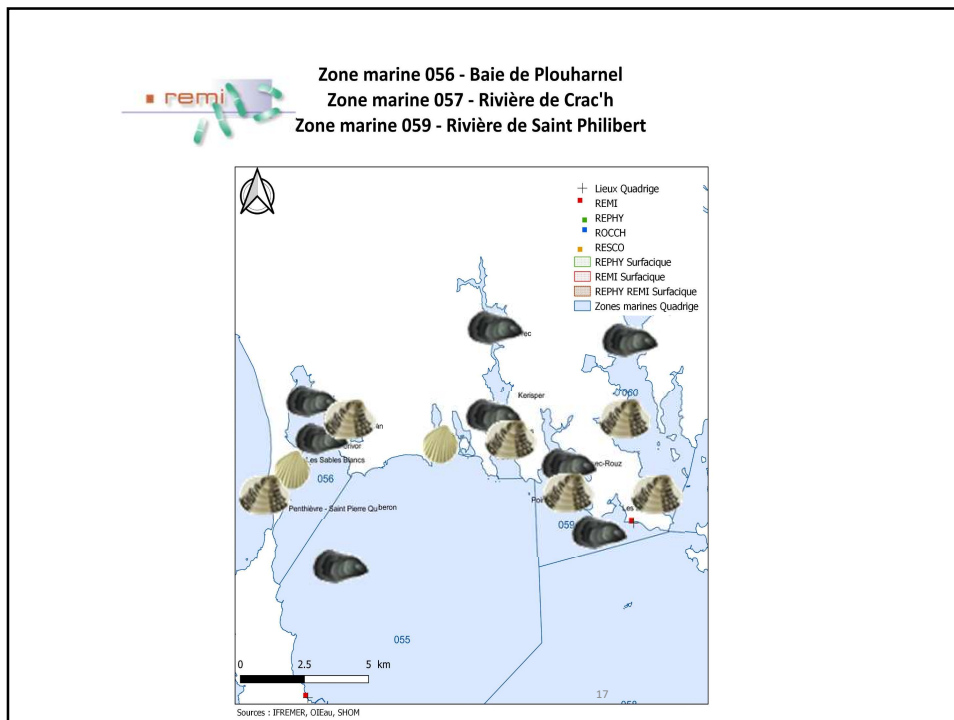 Zone marine 056 - Baie de Plouharnel
remi
Zone marine 057 - Rivière de Crac'h
Zone marine 059 - Rivière de Saint Philibert
Lieux Quadrige
REMI
REPHY
ROCCH
RESCO
REPHY Surfacique
REMI Surfacique
REPHY REMI Surfacique
Zones marines Quadrige
Kerisper
060
Les Sables Blancs
056
Penthièvre - Saint Pierre Quiberon
059
055
0 2.5 5 km
17
Sources : IFREMER, OIEau, SHOM